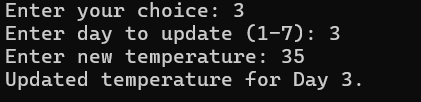 Enter your choice: 3
Enter day to update (1-7): 3
Enter new temperature: 35
Updated temperature for Day 3.